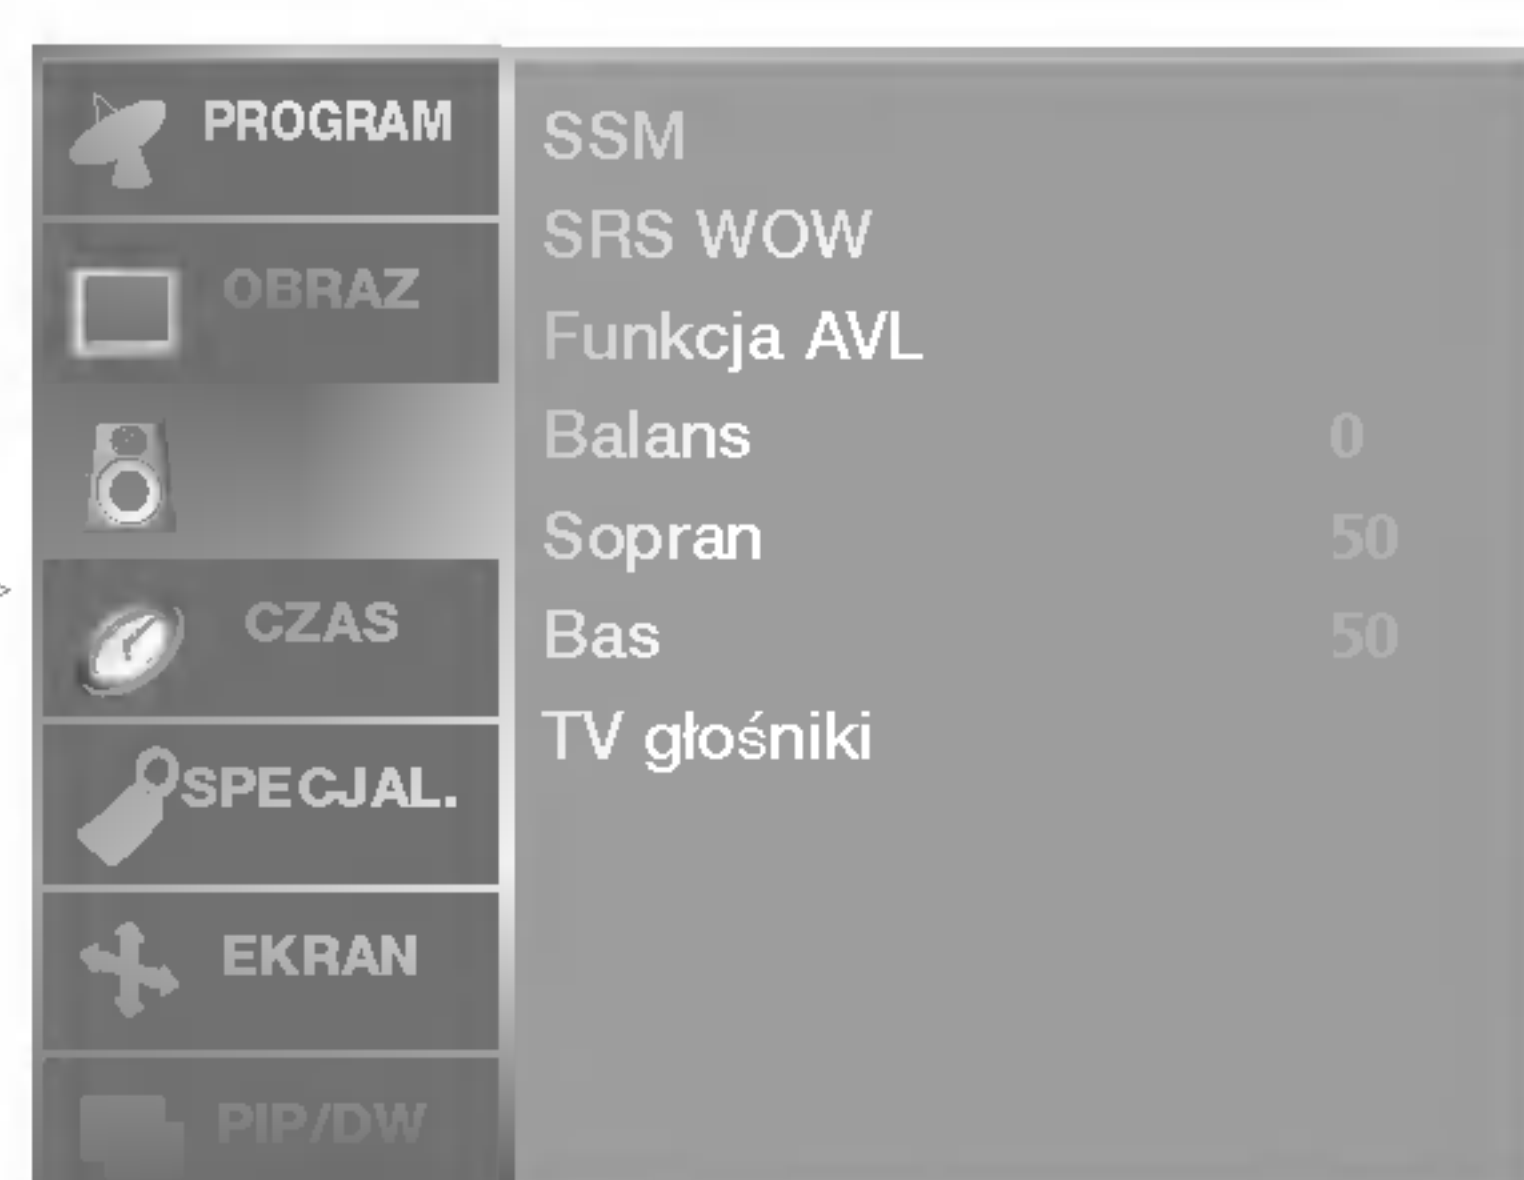 PROGRAM
OBRAZ
CZAS
SPECJAL.
EKRAN
PIP/DW
SSM
SRS WOW
Funkcja AVL
Balans 0
Sopran 50
Bas 50
TV głośniki